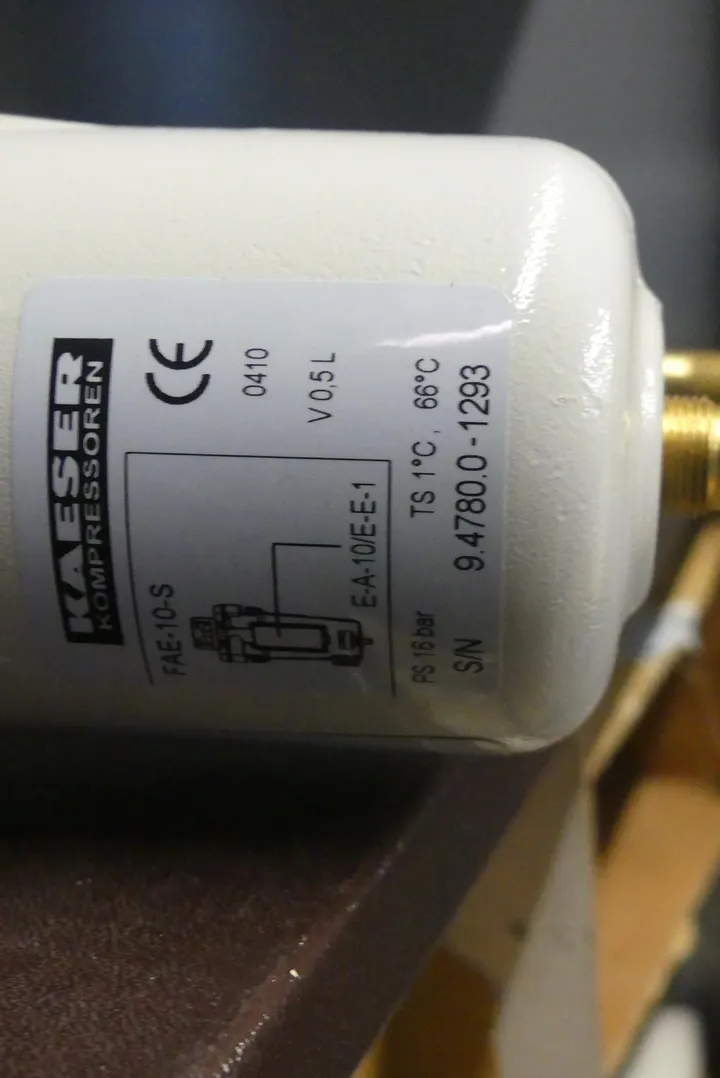 KAESER
KOMPRESSOREN
CE
0410
FAE-10-S
V 0,5 L
E-A-10/E-E-1
PS 16 bar TS 1°C, 66°C
S/N 9.4780.0 -1293